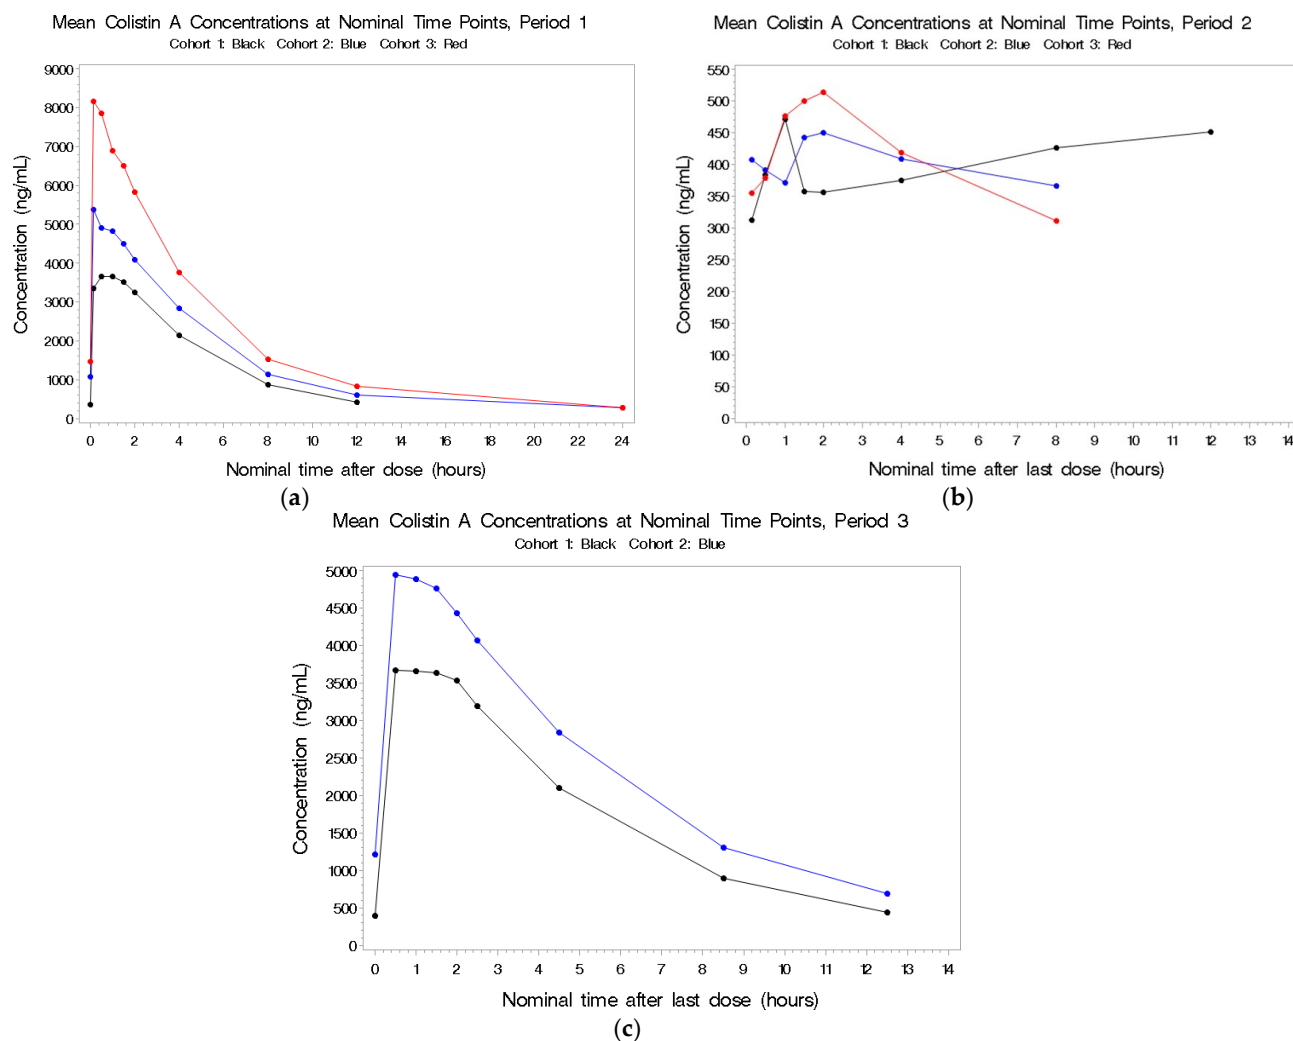 Mean Colistin A Concentrations at Nominal Time Points, Period 1
Cohort 1: Black Cohort 2: Blue Cohort 3: Red
Concentration (ng/mL)
9000
8000
7000
6000
5000
4000
3000
2000
1000
0
0 2 4 6 8 10 12 14 16 18 20 22 24
Nominal time after dose (hours)
(a)
Mean Colistin A Concentrations at Nominal Time Points, Period 2
Cohort 1: Black Cohort 2: Blue Cohort 3: Red
Concentration (ng/mL)
550
500
450
400
350
300
250
200
150
100
50
0
0 1 2 3 4 5 6 7 8 9 10 11 12 13 14
Nominal time after last dose (hours)
(b)
Mean Colistin A Concentrations at Nominal Time Points, Period 3
Cohort 1: Black Cohort 2: Blue
Concentration (ng/mL)
5000
4500
4000
3500
3000
2500
2000
1500
1000
500
0
0 1 2 3 4 5 6 7 8 9 10 11 12 13 14
Nominal time after last dose (hours)
(c)